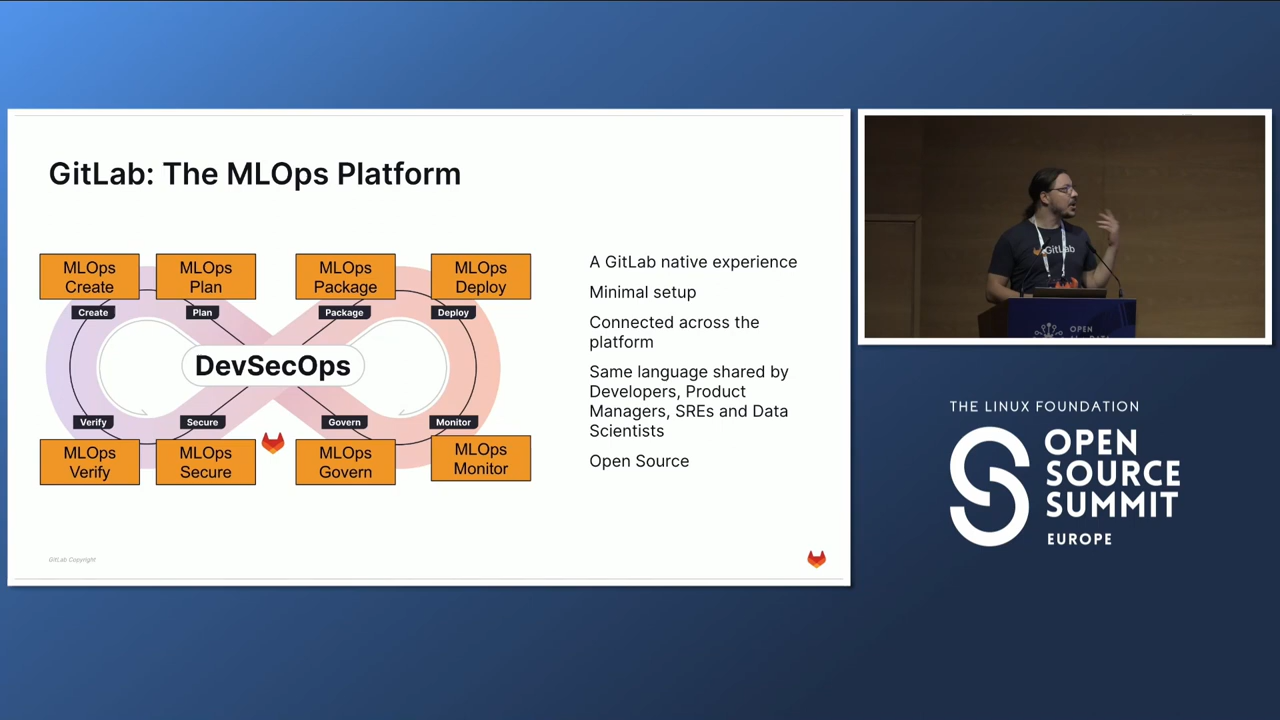 GitLab: The MLOps Platform
MLOps
Create
MLOps
Plan
MLOps
Package
MLOps
Deploy
Create
Plan
Package
Deploy
DevSecOps
Verify
Secure
Govern
Monitor
MLOps
Verify
MLOps
Secure
MLOps
Govern
MLOps
Monitor
A GitLab native experience
Minimal setup
Connected across the
platform
Same language shared by
Developers, Product
Managers, SREs and Data
Scientists
Open Source
GitLab Copyright
GitLab
OPEN
THE LINUX FOUNDATION
OPEN
SOURCE
SUMMIT
EUROPE